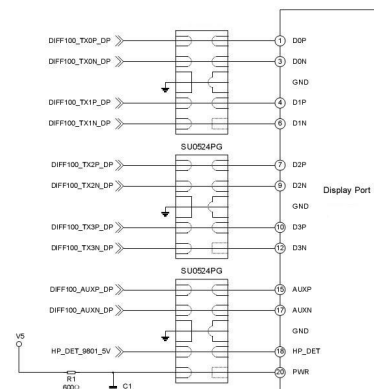 DIFF100_TX0P_DP 1 D0P
DIFF100_TX0N_DP 3 D0N
GND
DIFF100_TX1P_DP 4 D1P
DIFF100_TX1N_DP 6 D1N
SU0524PG
DIFF100_TX2P_DP 7 D2P
DIFF100_TX2N_DP 9 D2N
Display Port
GND
DIFF100_TX3P_DP 10 D3P
DIFF100_TX3N_DP 12 D3N
SU0524PG
DIFF100_AUXP_DP 15 AUXP
DIFF100_AUXN_DP 17 AUXN
GND
V5
HP_DET_9801_5V 18 HP_DET
20 PWR
R1
600Ω
C1